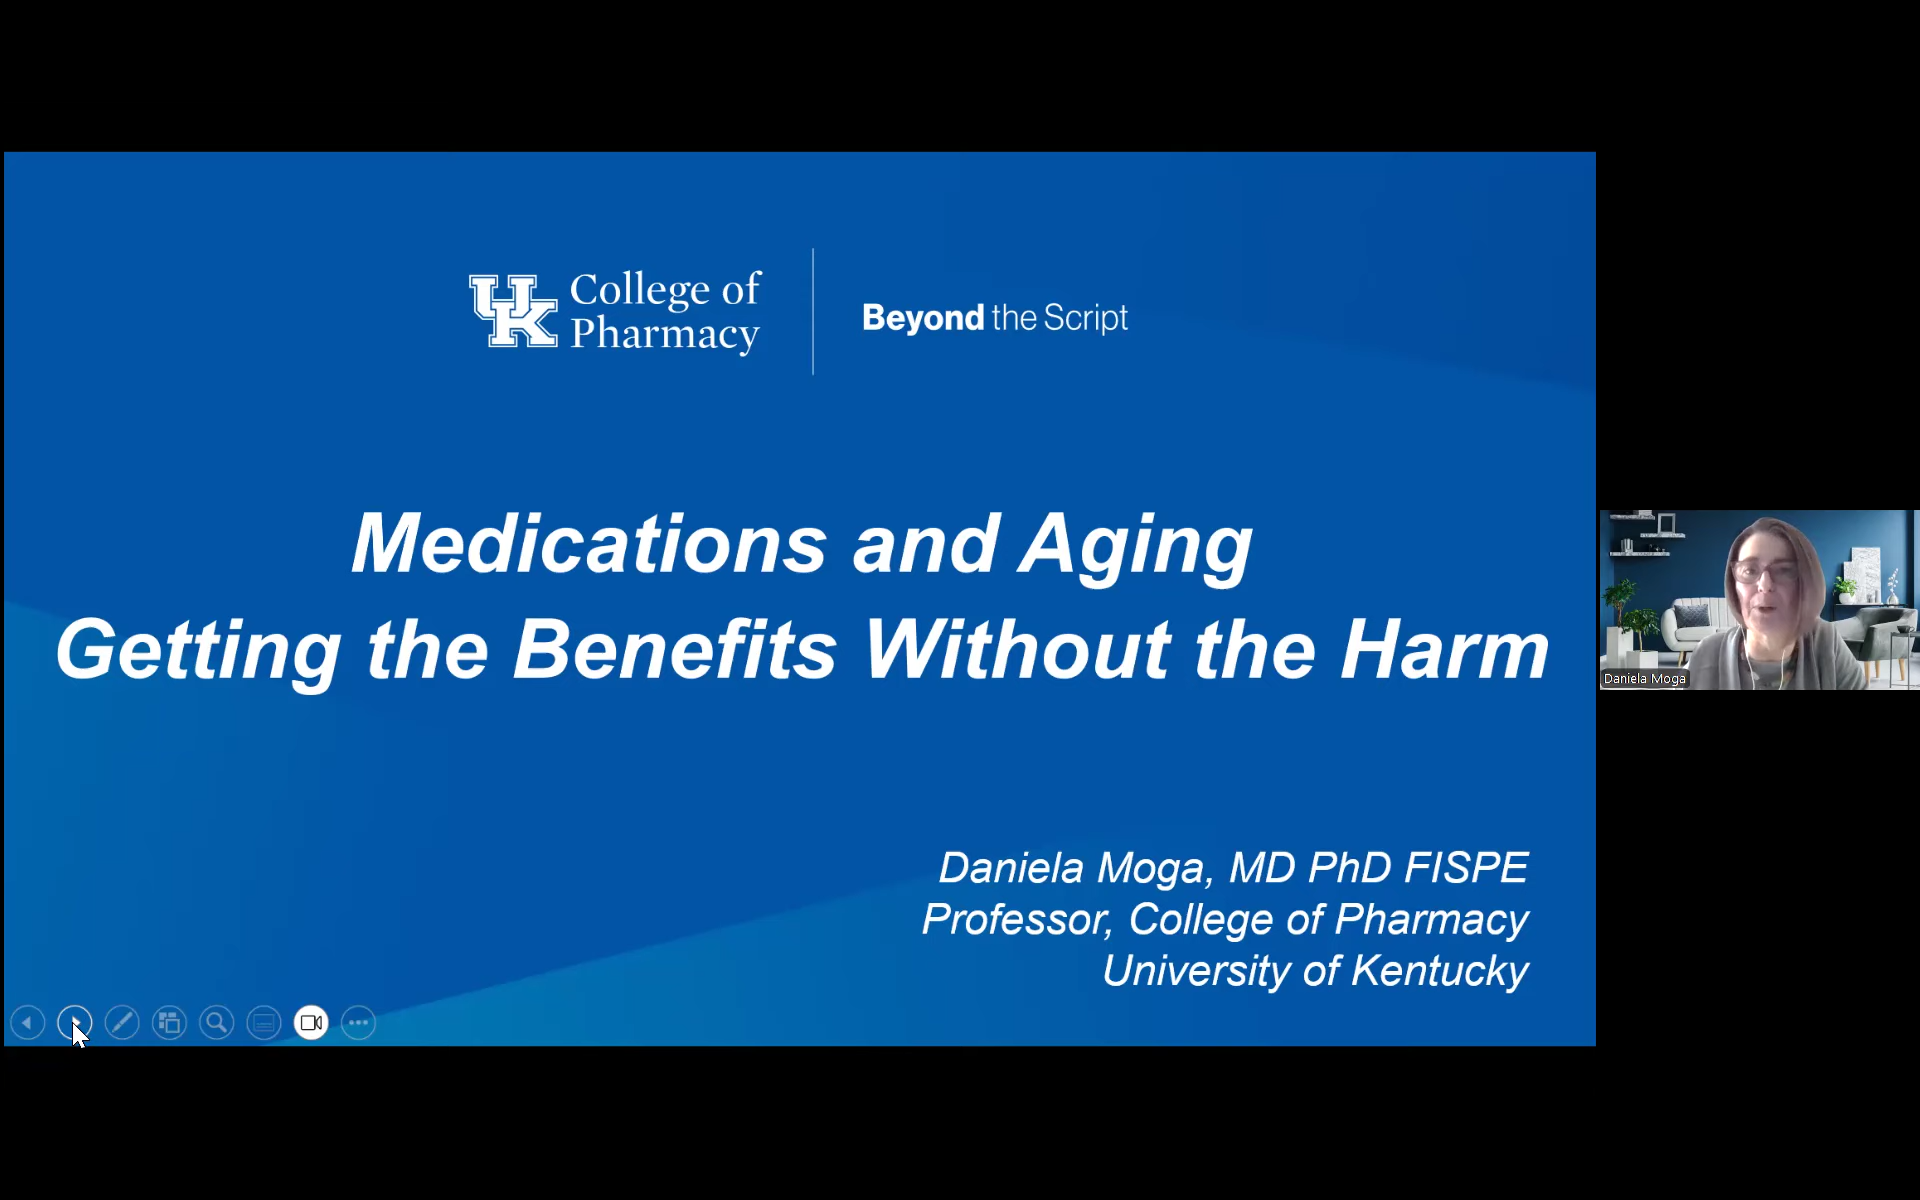 UK College of
Pharmacy
Beyond the Script
Medications and Aging
Getting the Benefits Without the Harm
Daniela Moga, MD PhD FISPE
Professor, College of Pharmacy
University of Kentucky
Daniela Moga